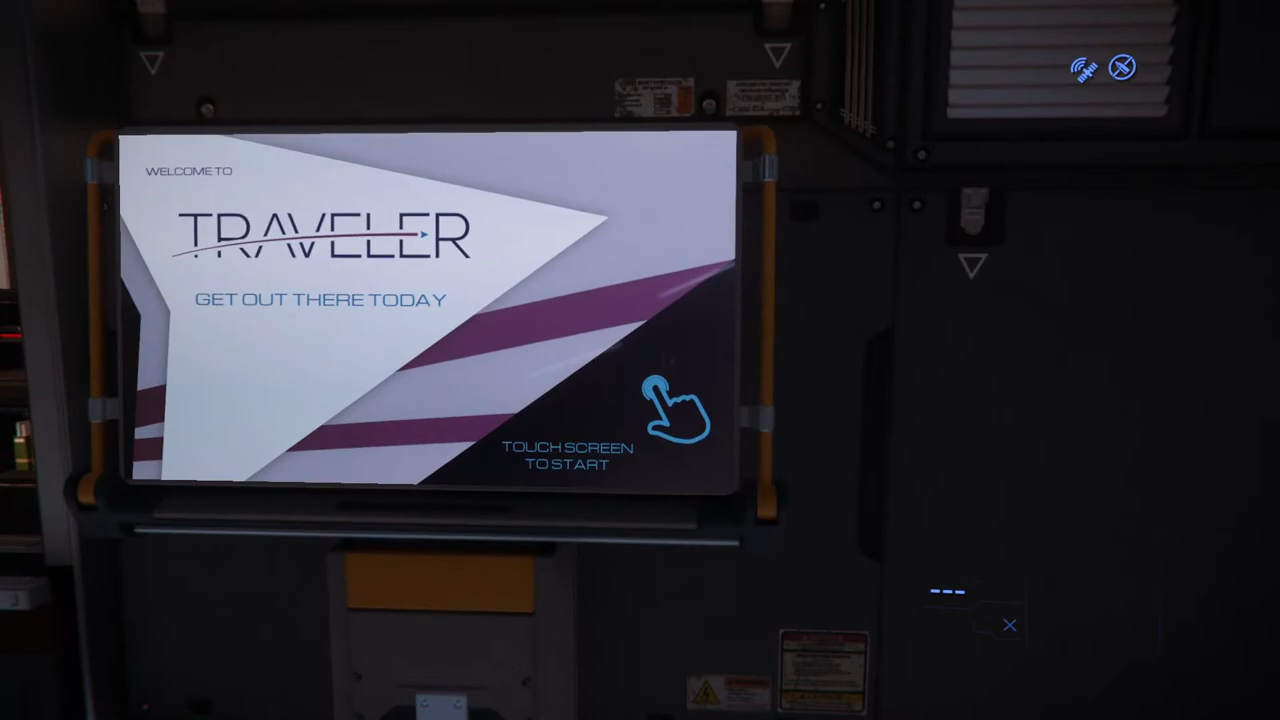 WELCOME TO
TRAVELER
GET OUT THERE TODAY
TOUCH SCREEN
TO START